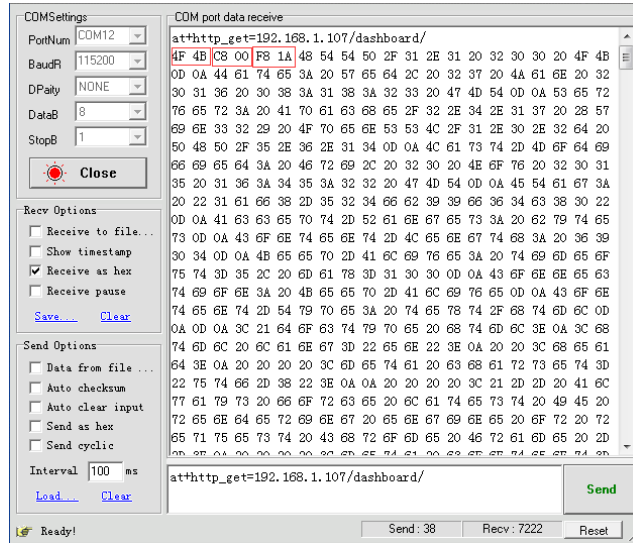 COMSettings
PortNum COM12
BaudR 115200
DPaity NONE
DataB 8
StopB 1
Close
Recv Options
Receive to file...
Show timestamp
Receive as hex
Receive pause
Save... Clear
Send Options
Data from file ...
Auto checksum
Auto clear input
Send as hex
Send cyclic
Interval 100 ms
Load... Clear
COM port data receive
at+http_get=192.168.1.107/dashboard/
4F 4B C8 00 F8 1A 48 54 54 50 2F 31 2E 31 20 32 30 30 20 4F 4B
0D 0A 44 61 74 65 3A 20 57 65 64 2C 20 32 37 20 4A 61 6E 20 32
30 31 36 20 30 38 3A 31 38 3A 32 33 20 47 4D 54 0D 0A 53 65 72
76 65 72 3A 20 41 70 61 63 68 65 2F 32 2E 34 2E 31 37 20 28 57
69 6E 33 32 29 20 4F 70 65 6E 53 53 4C 2F 31 2E 30 2E 32 64 20
50 48 50 2F 35 2E 36 2E 31 34 0D 0A 4C 61 73 74 2D 4D 6F 64 69
66 69 65 64 3A 20 46 72 69 2C 20 32 30 20 4E 6F 76 20 32 30 31
35 20 31 36 3A 34 35 3A 32 32 20 47 4D 54 0D 0A 45 54 61 67 3A
20 22 31 61 66 38 2D 35 32 34 66 62 39 39 66 36 34 63 38 30 22
0D 0A 41 63 63 65 70 74 2D 52 61 6E 67 65 73 3A 20 62 79 74 65
73 0D 0A 43 6F 6E 74 65 6E 74 2D 4C 65 6E 67 74 68 3A 20 36 39
30 34 0D 0A 4B 65 65 70 2D 41 6C 69 76 65 3A 20 74 69 6D 65 6F
75 74 3D 35 2C 20 6D 61 78 3D 31 30 30 0D 0A 43 6F 6E 6E 65 63
74 69 6F 6E 3A 20 4B 65 65 70 2D 41 6C 69 76 65 0D 0A 43 6F 6E
74 65 6E 74 2D 54 79 70 65 3A 20 74 65 78 74 2F 68 74 6D 6C 0D
0A 0D 0A 3C 21 64 6F 63 74 79 70 65 20 68 74 6D 6C 3E 0A 3C 68
74 6D 6C 20 6C 61 6E 67 3D 22 65 6E 22 3E 0A 20 20 3C 68 65 61
64 3E 0A 20 20 20 20 3C 6D 65 74 61 20 63 68 61 72 73 65 74 3D
22 75 74 66 2D 38 22 3E 0A 0A 20 20 20 20 3C 21 2D 2D 20 41 6C
77 61 79 73 20 66 6F 72 63 65 20 6C 61 74 65 73 74 20 49 45 20
72 65 6E 64 65 72 69 6E 67 20 65 6E 67 69 6E 65 20 6F 72 20 72
65 71 75 65 73 74 20 43 68 72 6F 6D 65 20 46 72 61 6D 65 20 2D
2D 3E 0A 20 20 20 20 3C 6D 65 74 61 20 63 6F 6E 74 65 6E 74 3D
at+http_get=192.168.1.107/dashboard/
Send
Ready!
Send : 38
Recv : 7222
Reset